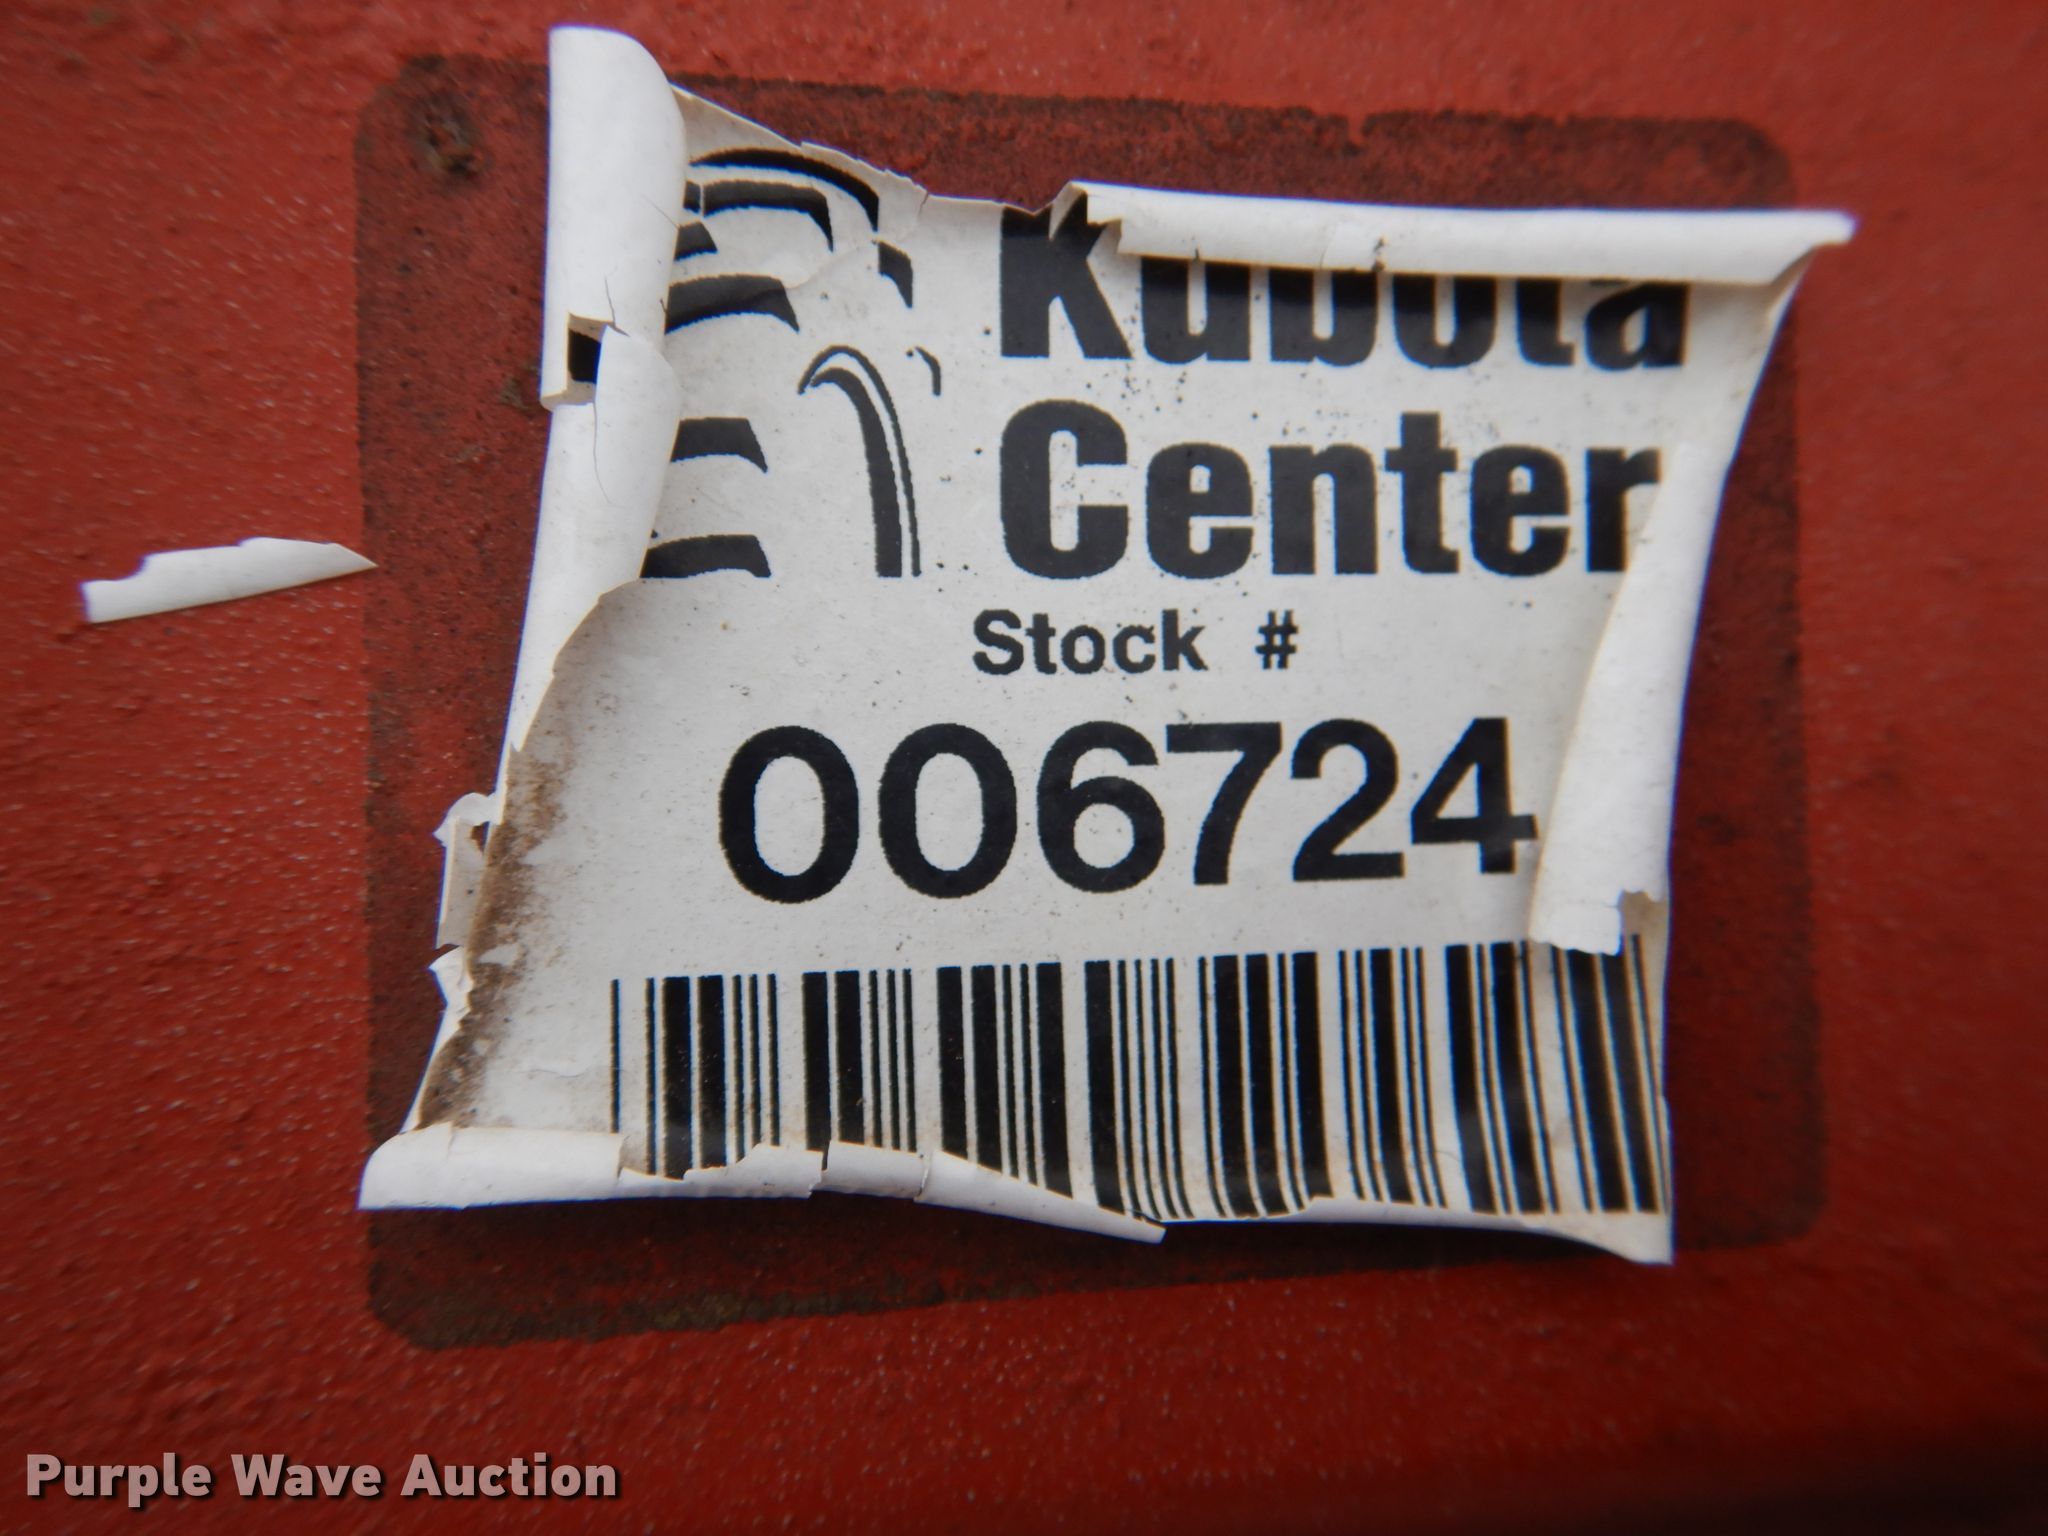 Kubota
Center
Stock #
006724
Purple Wave Auction